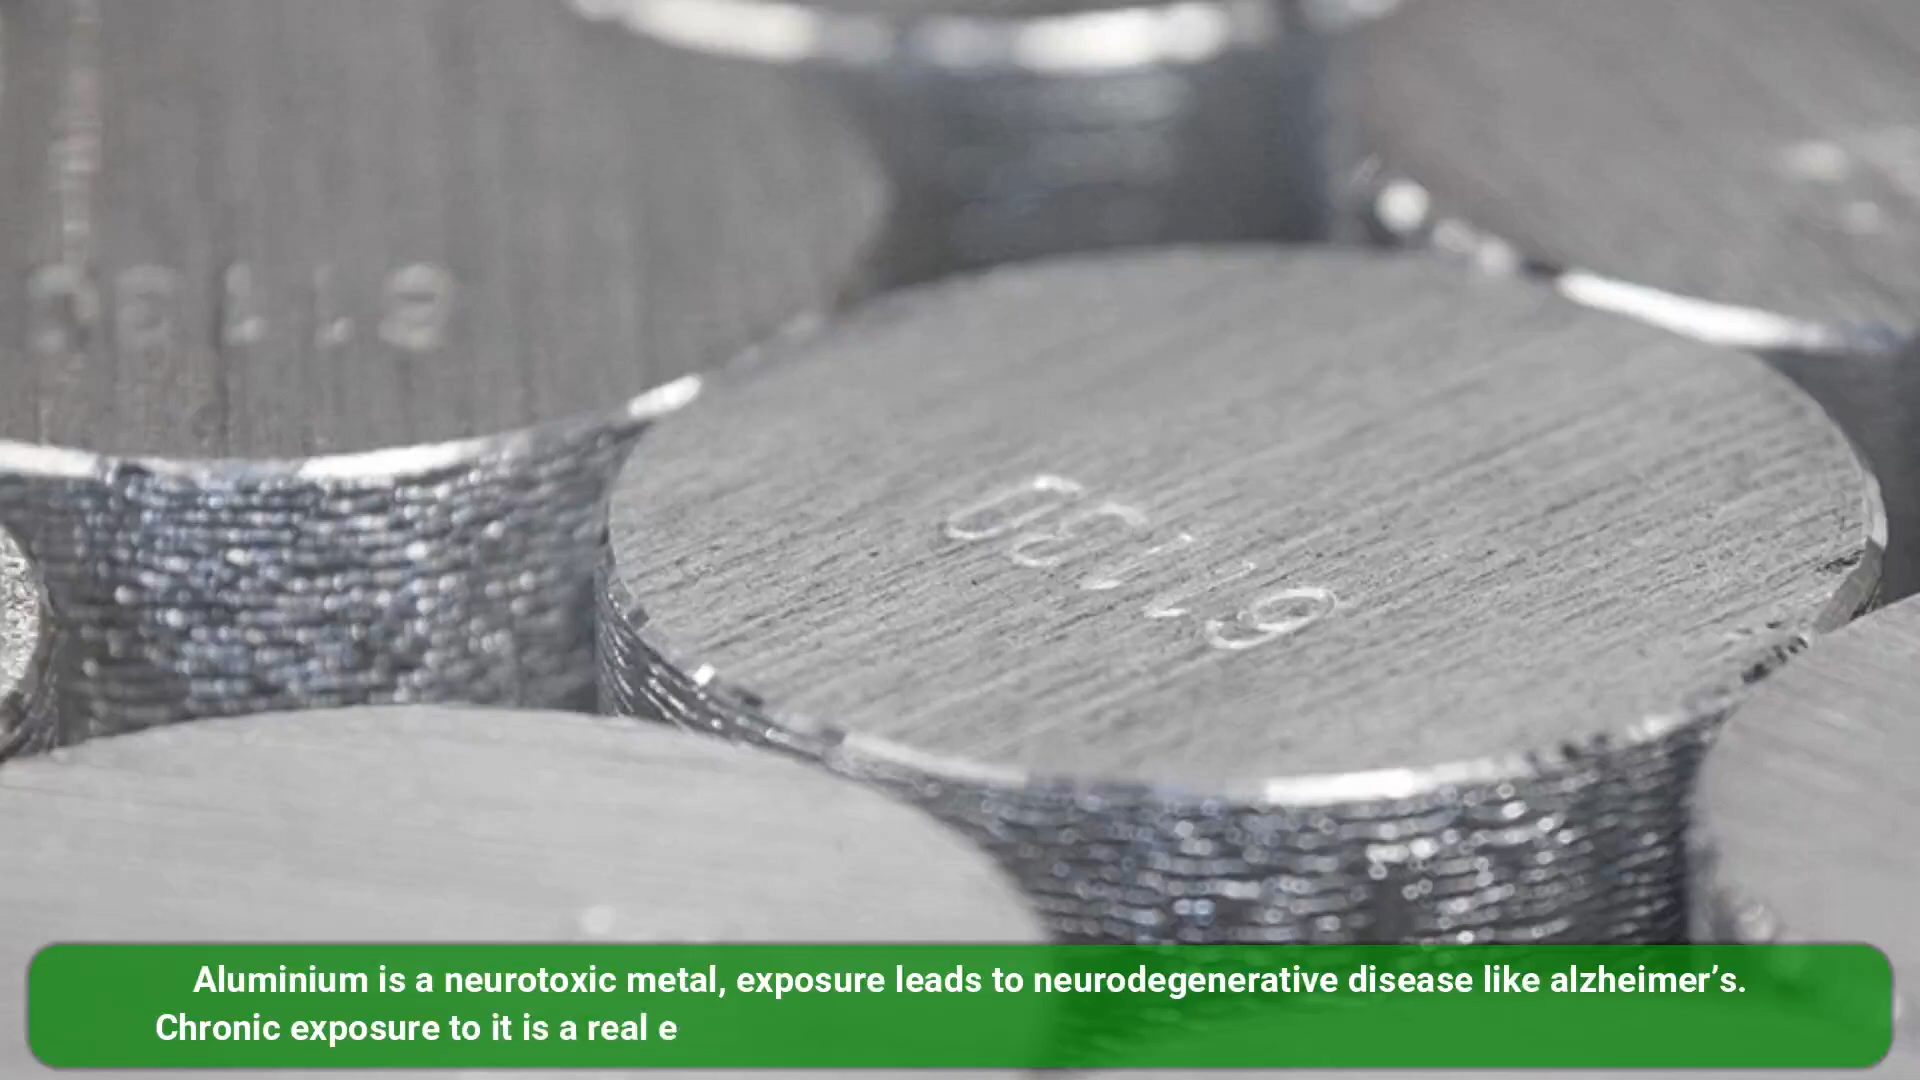 Aluminium is a neurotoxic metal, exposure leads to neurodegenerative disease like alzheimer’s.
Chronic exposure to it is a real e